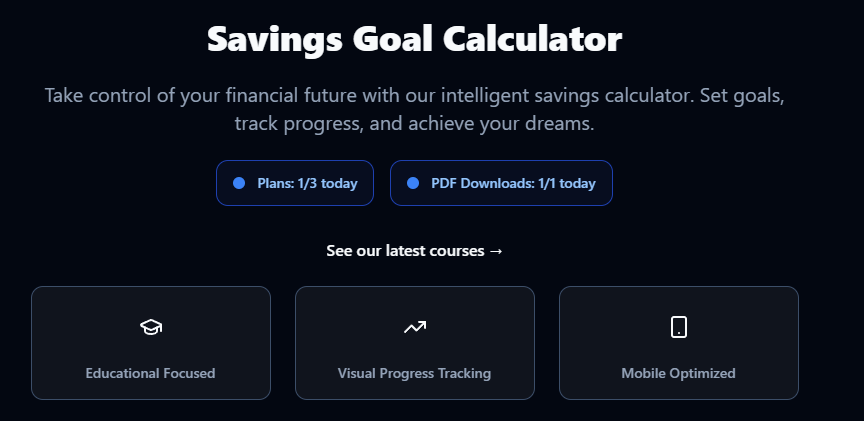 Savings Goal Calculator
Take control of your financial future with our intelligent savings calculator. Set goals,
track progress, and achieve your dreams.
Plans: 1/3 today
PDF Downloads: 1/1 today
See our latest courses →
Educational Focused
Visual Progress Tracking
Mobile Optimized